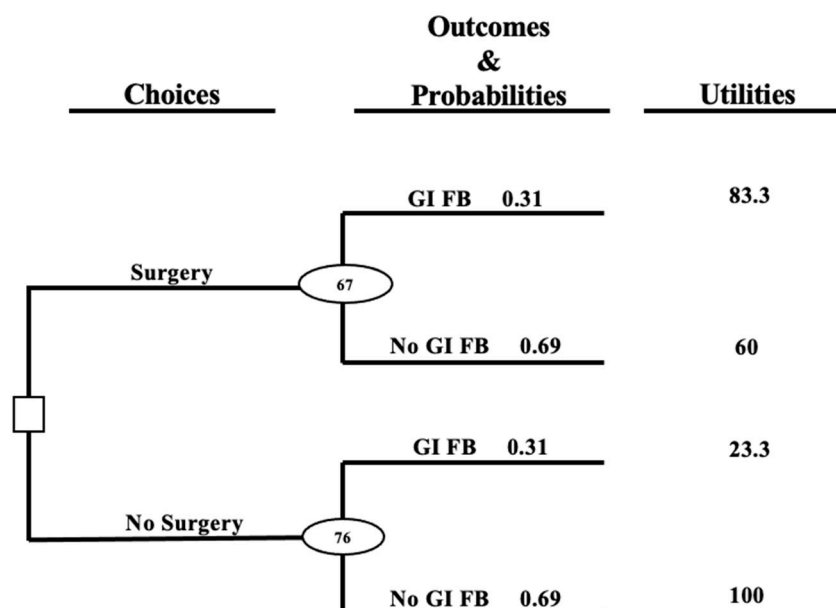 Outcomes
&
Choices Probabilities Utilities
GI FB 0.31 83.3
Surgery
67
No GI FB 0.69 60
GI FB 0.31 23.3
No Surgery
76
No GI FB 0.69 100